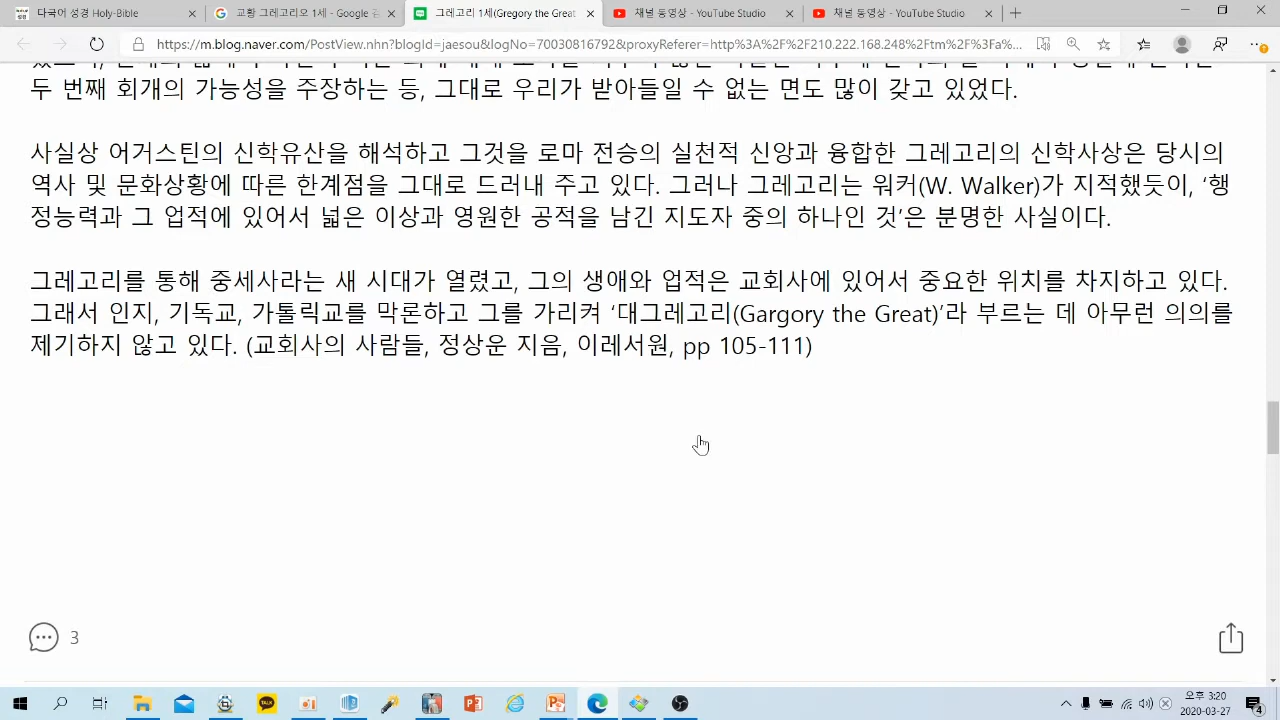 다국어 성경 Holy-Bible
교황 그레고리오 1세 - Google 검
그레고리 1세(Gregory the Great
채널 동영상 - YouTube Studio
채널 동영상 - YouTube Studio
https://m.blog.naver.com/PostView.nhn?blogId=jaesout&logNo=70030816792&proxyReferer=http%3A%2F%2F210.222.168.248%2Ftm%2F%3Fa%...
두 번째 회개의 가능성을 주장하는 등, 그대로 우리가 받아들일 수 없는 면도 많이 갖고 있었다.
사실상 어거스틴의 신학유산을 해석하고 그것을 로마 전승의 실천적 신앙과 융합한 그레고리의 신학사상은 당시의
역사 및 문화상황에 따른 한계점을 그대로 드러내 주고 있다. 그러나 그레고리는 워커(W. Walker)가 지적했듯이, ‘행
정능력과 그 업적에 있어서 넓은 이상과 영원한 공적을 남긴 지도자 중의 하나인 것’은 분명한 사실이다.
그레고리를 통해 중세사라는 새 시대가 열렸고, 그의 생애와 업적은 교회사에 있어서 중요한 위치를 차지하고 있다.
그래서 인지, 기독교, 가톨릭교를 막론하고 그를 가리켜 ‘대그레고리(Gargory the Great)’라 부르는 데 아무런 의의를
제기하지 않고 있다. (교회사의 사람들, 정상운 지음, 이레서원, pp 105-111)
3
오후 3:20
2020-03-27
4